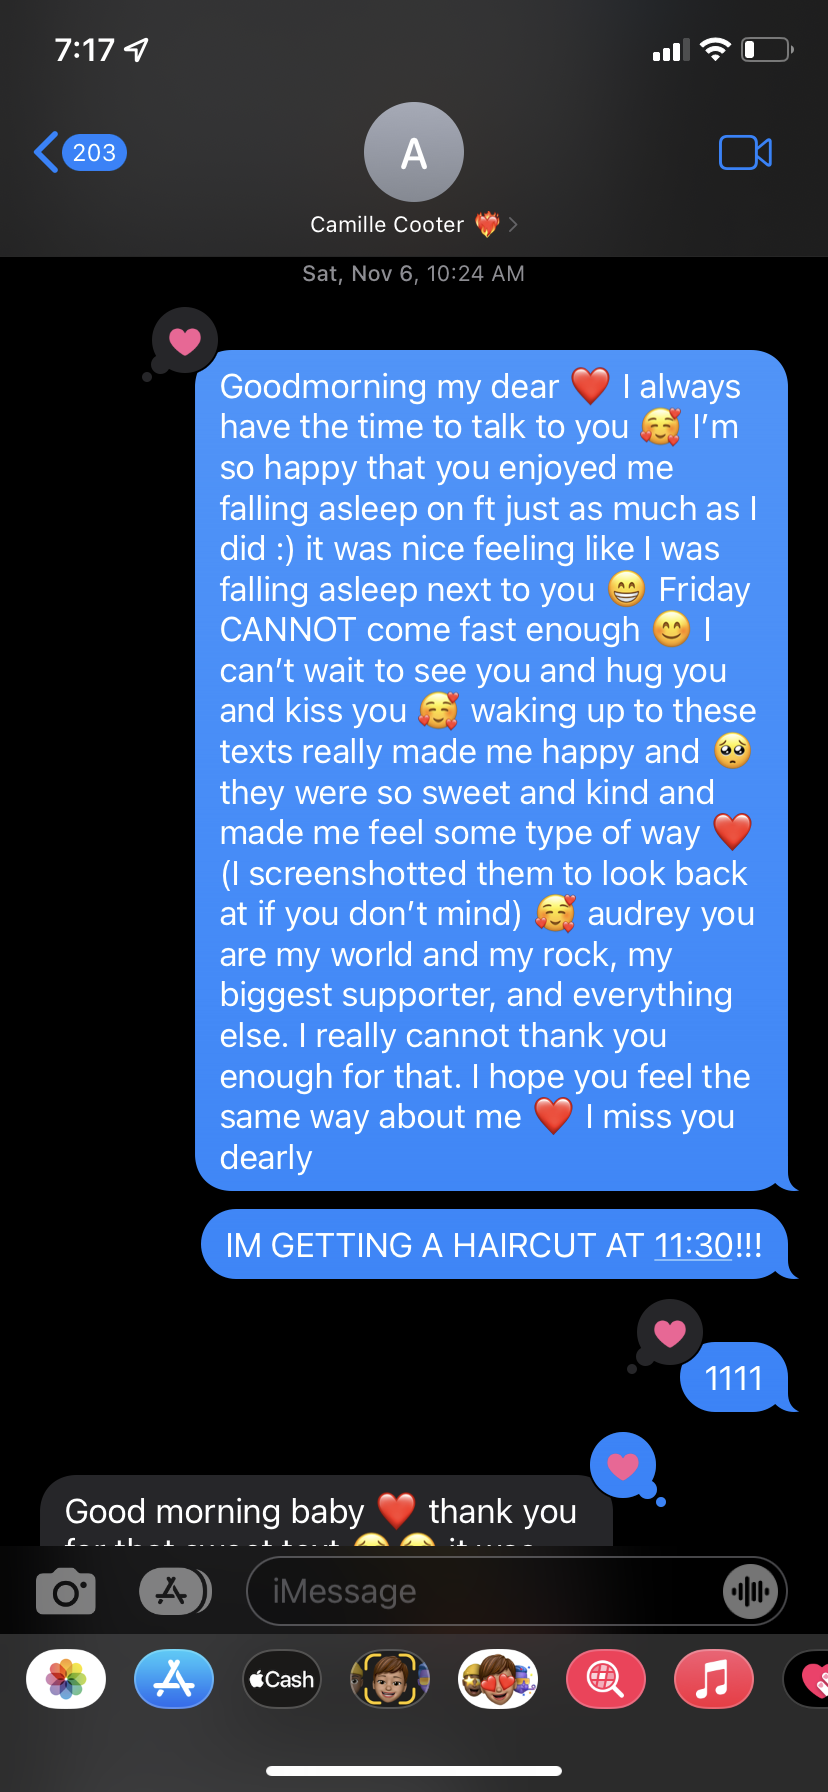 7:17
203
A
Camille Cooter ❤️‍🔥
Sat, Nov 6, 10:24 AM
Goodmorning my dear ❤️ I always
have the time to talk to you 🥰 I'm
so happy that you enjoyed me
falling asleep on ft just as much as I
did :) it was nice feeling like I was
falling asleep next to you 😁 Friday
CANNOT come fast enough 😊 I
can't wait to see you and hug you
and kiss you 🥰 waking up to these
texts really made me happy and 🥺
they were so sweet and kind and
made me feel some type of way ❤️
(I screenshotted them to look back
at if you don't mind) 🥰 audrey you
are my world and my rock, my
biggest supporter, and everything
else. I really cannot thank you
enough for that. I hope you feel the
same way about me ❤️ I miss you
dearly
IM GETTING A HAIRCUT AT 11:30!!!
1111
Good morning baby ❤️ thank you
for that sweet text
it was
iMessage
Cash